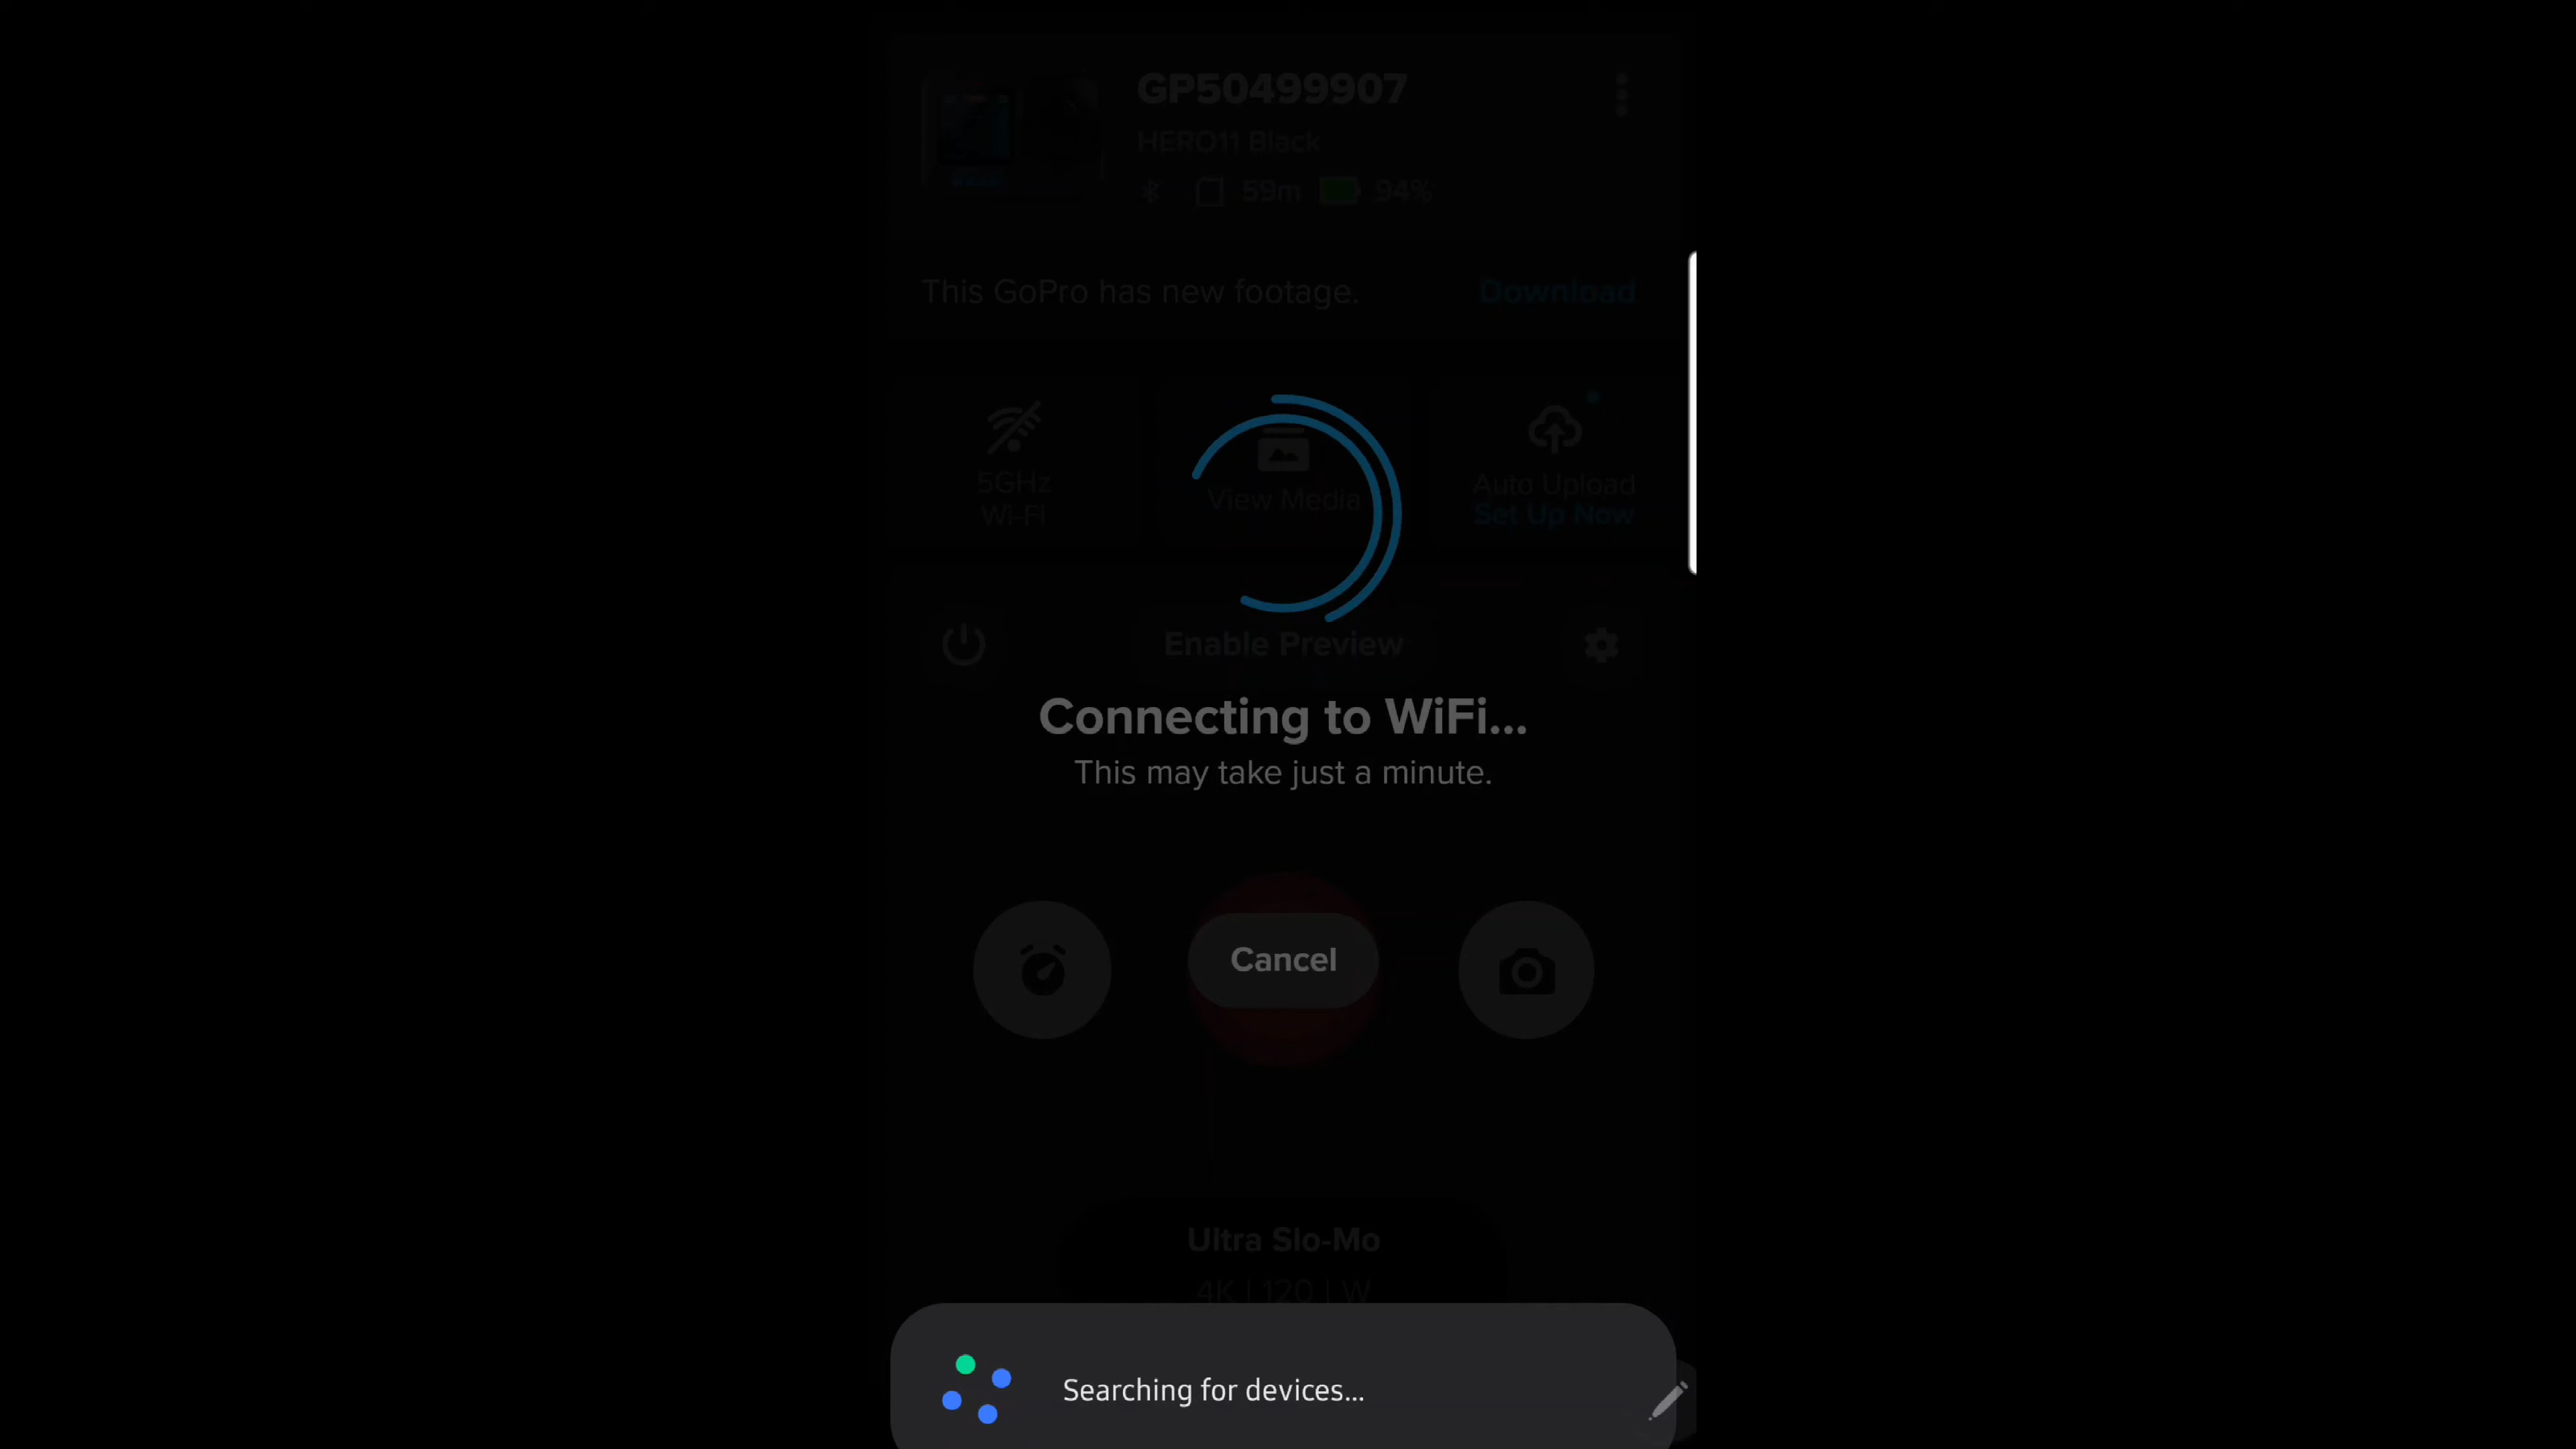 GP50499907
HERO11 Black
59m 94%
This GoPro has new footage. Download
5GHz
Wi-Fi
View Media
Auto Upload
Set Up Now
Enable Preview
Connecting to WiFi...
This may take just a minute.
Cancel
Ultra Slo-Mo
4K | 120 | W
Searching for devices...